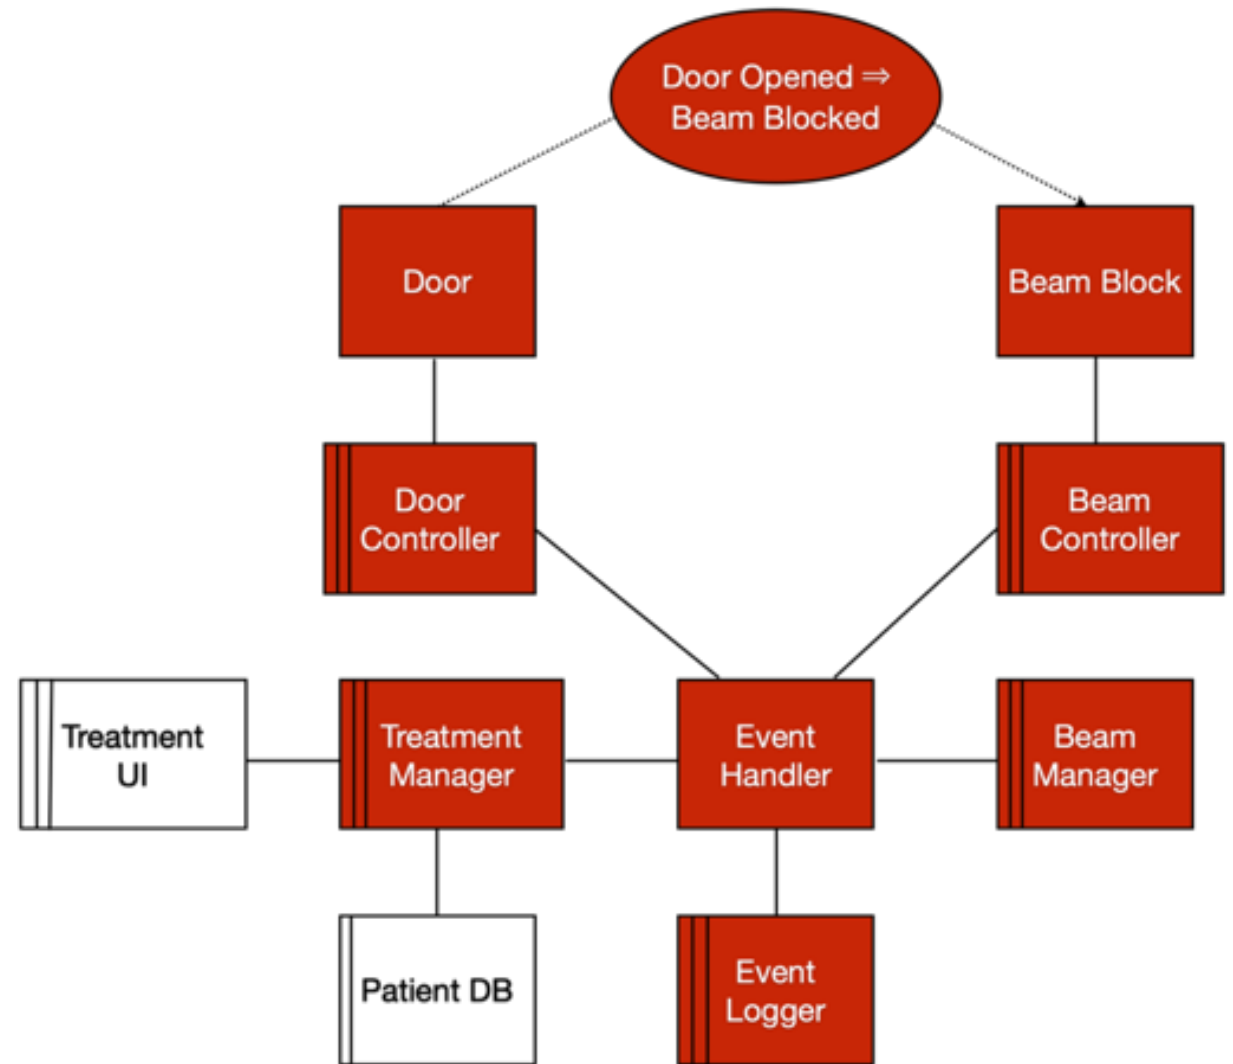 Door Opened ⇒
Beam Blocked
Door
Beam Block
Door
Controller
Beam
Controller
Treatment
UI
Treatment
Manager
Event
Handler
Beam
Manager
Patient DB
Event
Logger